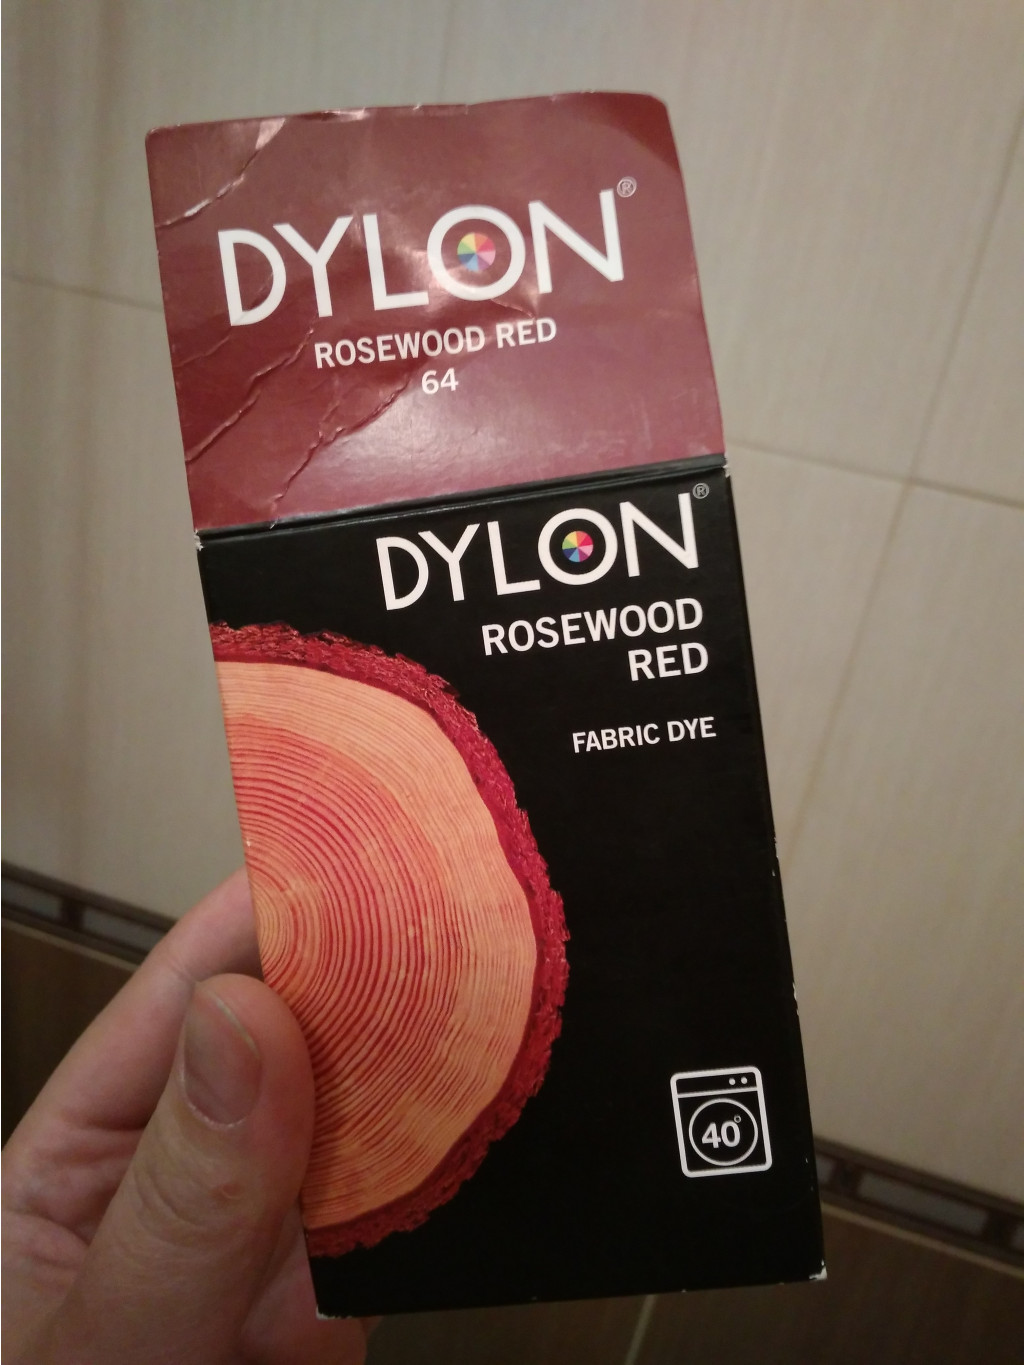 DYLON®
ROSEWOOD RED
64
DYLON®
ROSEWOOD
RED
FABRIC DYE
40°